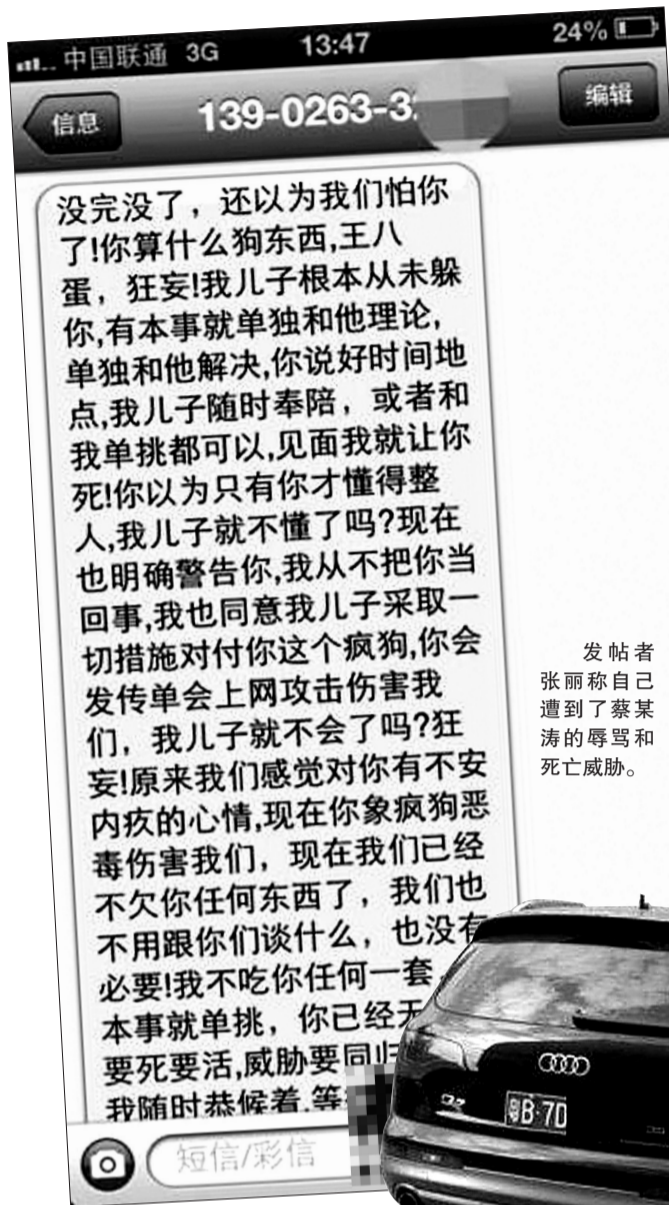 中国联通 3G 13:47 24%
信息 139-0263-3 编辑
没完没了，还以为我们怕你
了!你算什么狗东西,王八
蛋，狂妄!我儿子根本从未躲
你,有本事就单独和他理论,
单独和他解决,你说好时间地
点,我儿子随时奉陪，或者和
我单挑都可以,见面我就让你
死!你以为只有你才懂得整
人,我儿子就不懂了吗?现在
也明确警告你,我从不把你当
回事,我也同意我儿子采取一
切措施对付你这个疯狗,你会
发传单会上网攻击伤害我
们，我儿子就不会了吗?狂
妄!原来我们感觉对你有不安
内疚的心情,现在你象疯狗恶
毒伤害我们，现在我们已经
不欠你任何东西了，我们也
不用跟你们谈什么，也没有
必要!我不吃你任何一套
本事就单挑，你已经无
要死要活,威胁要同归
我随时恭候着,等
短信/彩信
发帖者
张丽称自己
遭到了蔡某
涛的辱骂和
死亡威胁。
粤B·7D